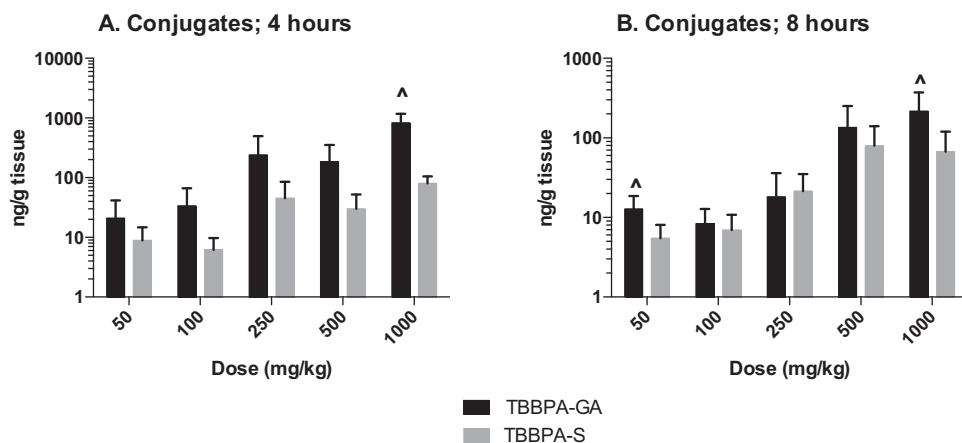 A. Conjugates; 4 hours
ng/g tissue
10000
1000
100
10
1
^
50
100
250
500
1000
Dose (mg/kg)
B. Conjugates; 8 hours
ng/g tissue
1000
100
10
1
^
^
50
100
250
500
1000
Dose (mg/kg)
TBBPA-GA
TBBPA-S